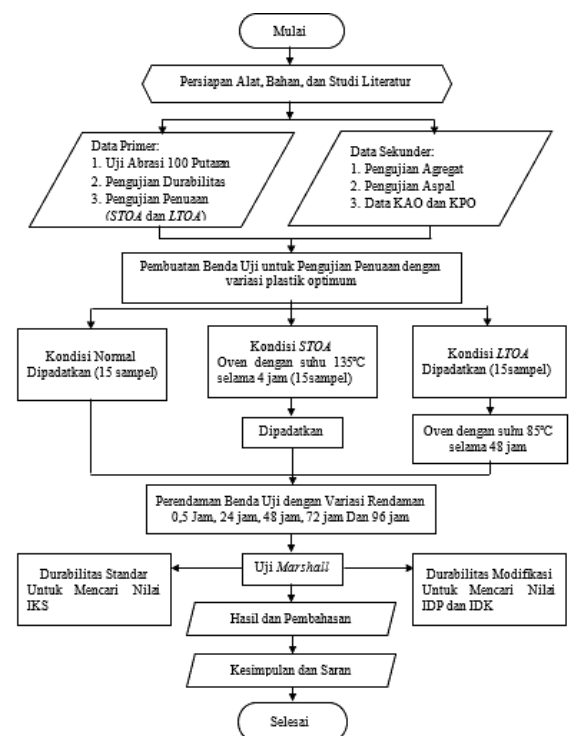 Mulai
Persiapan Alat, Bahan, dan Studi Literatur
Data Primer:
1. Uji Abrasi 100 Putaran
2. Pengujian Durabilitas
3. Pengujian Penuaan
(STOA dan LTOA)
Data Sekunder:
1. Pengujian Agregat
2. Pengujian Aspal
3. Data KAO dan KPO
Pembuatan Benda Uji untuk Pengujian Penuaan dengan
variasi plastik optimum
Kondisi Normal
Dipadatkan (15 sampel)
Kondisi STOA
Oven dengan suhu 135°C
selama 4 jam (15sampel)
Dipadatkan
Kondisi LTOA
Dipadatkan (15sampel)
Oven dengan suhu 85°C
selama 48 jam
Perendaman Benda Uji dengan Variasi Rendaman
0,5 Jam, 24 jam, 48 jam, 72 jam Dan 96 jam
Durabilitas Standar
Untuk Mencari Nilai
IKS
Uji Marshall
Durabilitas Modifikasi
Untuk Mencari Nilai
IDP dan IDK
Hasil dan Pembahasan
Kesimpulan dan Saran
Selesai